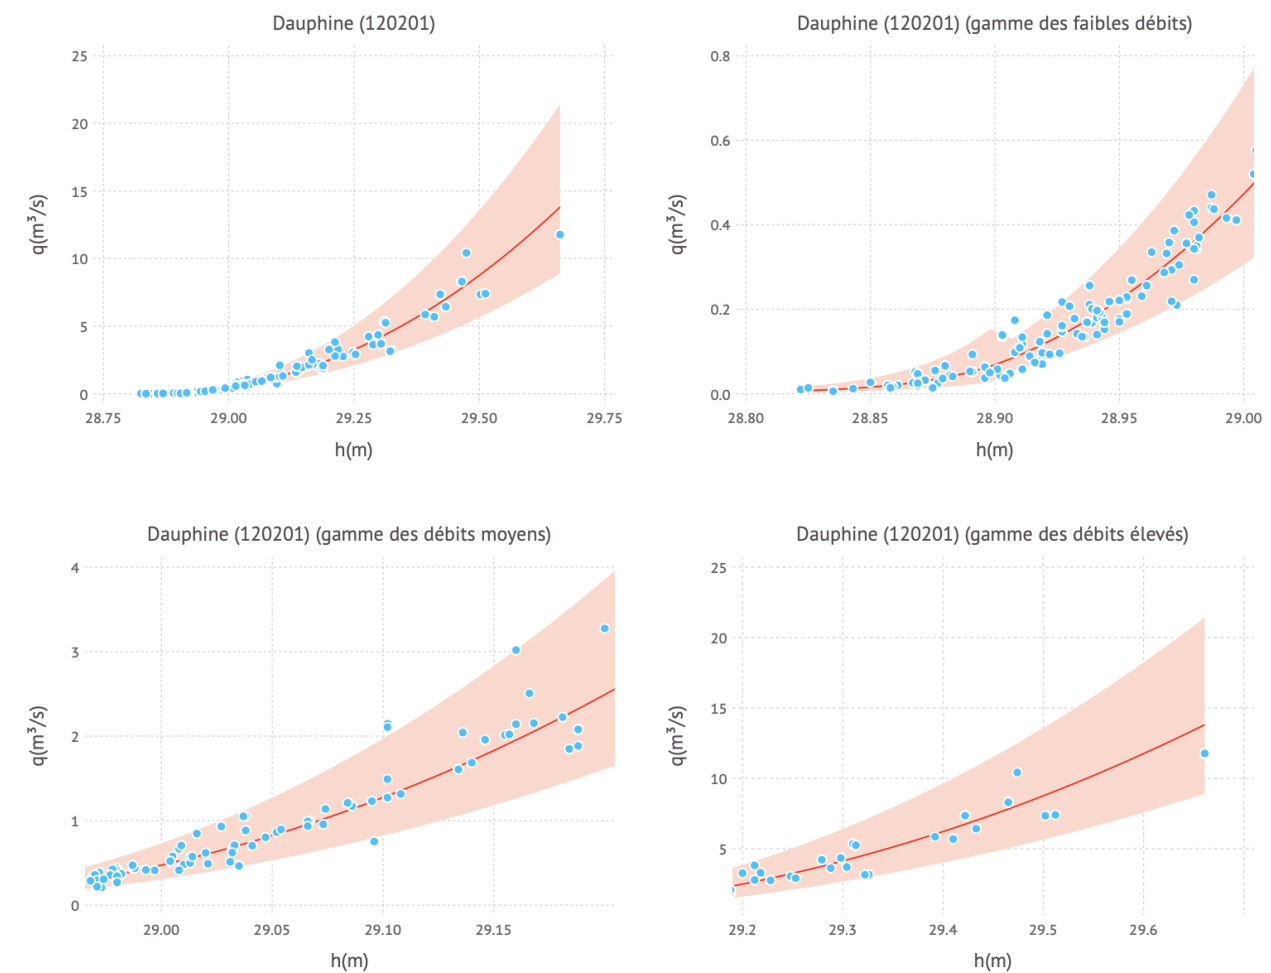 Dauphine (120201)
25
20
15
10
5
0
q(m³/s)
28.75 29.00 29.25 29.50 29.75
h(m)
Dauphine (120201) (gamme des faibles débits)
0.8
0.6
0.4
0.2
0.0
q(m³/s)
28.80 28.85 28.90 28.95 29.00
h(m)
Dauphine (120201) (gamme des débits moyens)
4
3
2
1
0
q(m³/s)
29.00 29.05 29.10 29.15
h(m)
Dauphine (120201) (gamme des débits élevés)
25
20
15
10
5
q(m³/s)
29.2 29.3 29.4 29.5 29.6
h(m)